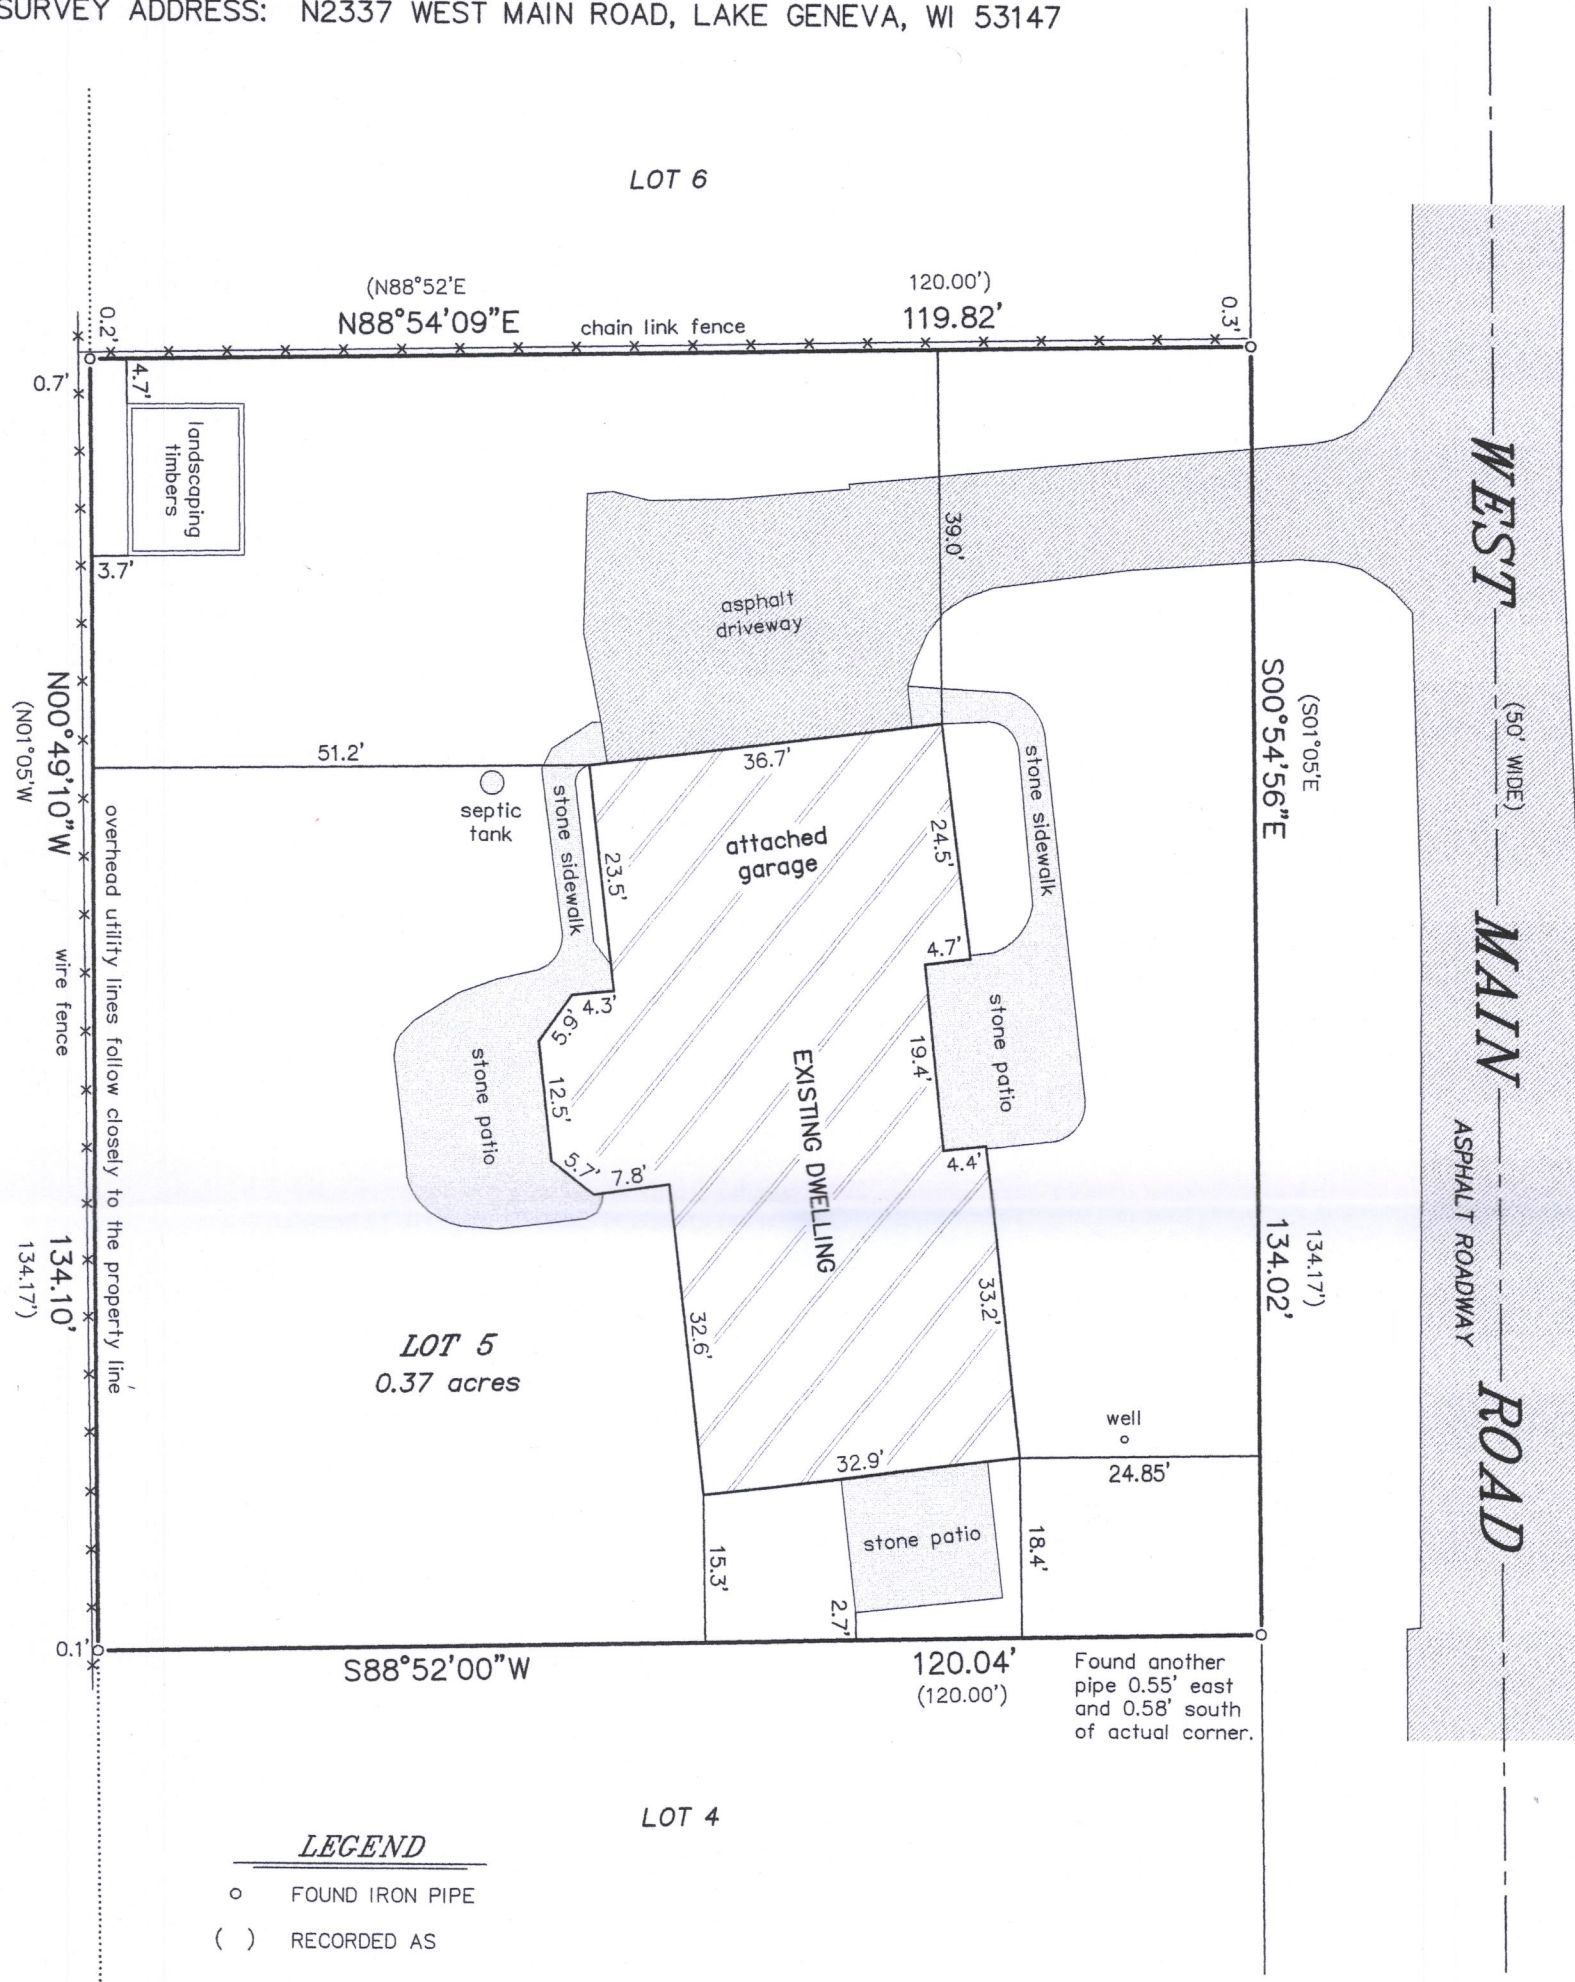 SURVEY ADDRESS: N2337 WEST MAIN ROAD, LAKE GENEVA, WI 53147
LOT 6
(N88°52'E 120.00')
N88°54'09"E 119.82'
chain link fence
0.2'
0.3'
0.7'
4.7'
landscaping
timbers
3.7'
39.0'
asphalt
driveway
WEST MAIN ROAD
(50' WIDE)
ASPHALT ROADWAY
(S01°05'E 134.17')
S00°54'56"E 134.02'
N00°49'10"W 134.10'
(N01°05'W 134.17')
wire fence
overhead utility lines follow closely to the property line
51.2'
septic
tank
stone sidewalk
36.7'
attached
garage
23.5'
24.5'
stone sidewalk
4.7'
4.3'
5.9'
12.5'
5.7'
7.8'
stone patio
19.4'
stone patio
4.4'
EXISTING DWELLING
33.2'
32.6'
LOT 5
0.37 acres
well
24.85'
32.9'
stone patio
15.3'
2.7'
18.4'
0.1'
S88°52'00"W 120.04'
(120.00')
Found another
pipe 0.55' east
and 0.58' south
of actual corner.
LOT 4
LEGEND
o FOUND IRON PIPE
( ) RECORDED AS